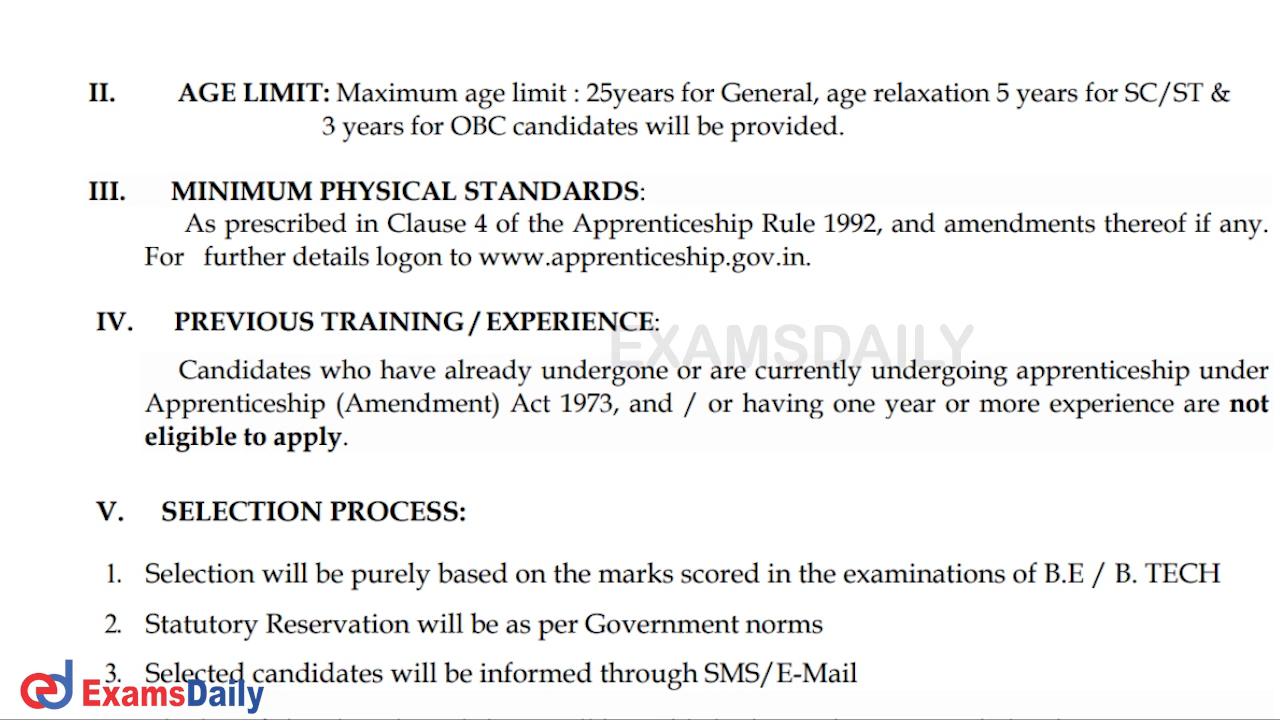 II. AGE LIMIT: Maximum age limit : 25years for General, age relaxation 5 years for SC/ST &
3 years for OBC candidates will be provided.
III. MINIMUM PHYSICAL STANDARDS:
As prescribed in Clause 4 of the Apprenticeship Rule 1992, and amendments thereof if any.
For further details logon to www.apprenticeship.gov.in.
IV. PREVIOUS TRAINING / EXPERIENCE:
EXAMSDAILY
Candidates who have already undergone or are currently undergoing apprenticeship under
Apprenticeship (Amendment) Act 1973, and / or having one year or more experience are not
eligible to apply.
V. SELECTION PROCESS:
1. Selection will be purely based on the marks scored in the examinations of B.E / B. TECH
2. Statutory Reservation will be as per Government norms
3. Selected candidates will be informed through SMS/E-Mail
ed ExamsDaily